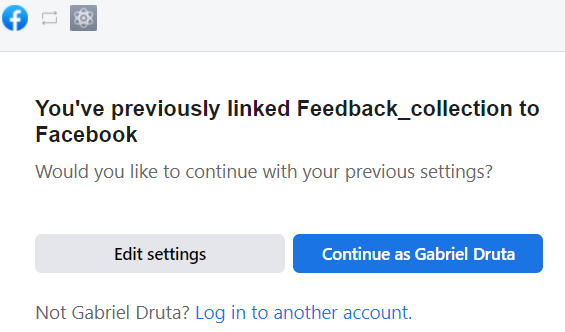 You've previously linked Feedback_collection to
Facebook
Would you like to continue with your previous settings?
Edit settings
Continue as Gabriel Druta
Not Gabriel Druta? Log in to another account.